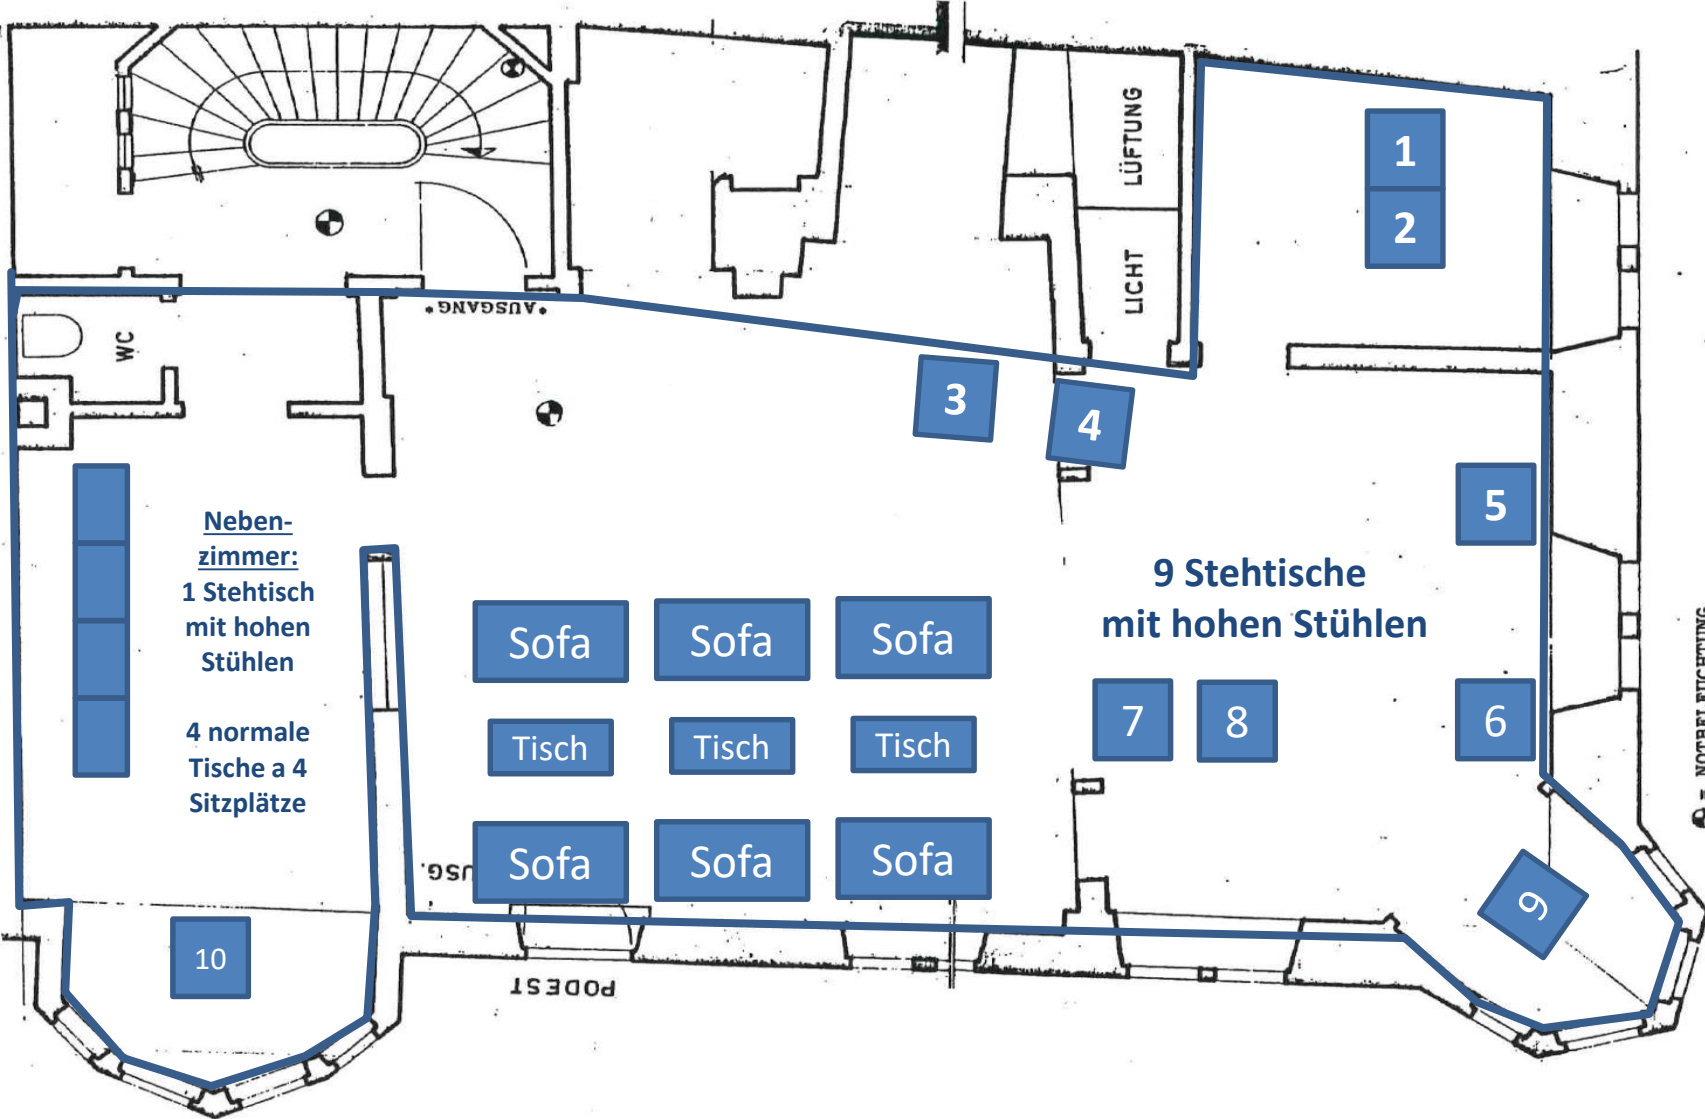 LÜFTUNG
LICHT
1
2
*AUSGANG*
WC
3
4
5
Neben-
zimmer:
1 Stehtisch
mit hohen
Stühlen
4 normale
Tische a 4
Sitzplätze
9 Stehtische
mit hohen Stühlen
Sofa Sofa Sofa
7 8 6
Tisch Tisch Tisch
Sofa Sofa Sofa
USG.
9
10
PODEST
= NOTBELEUCHTUNG